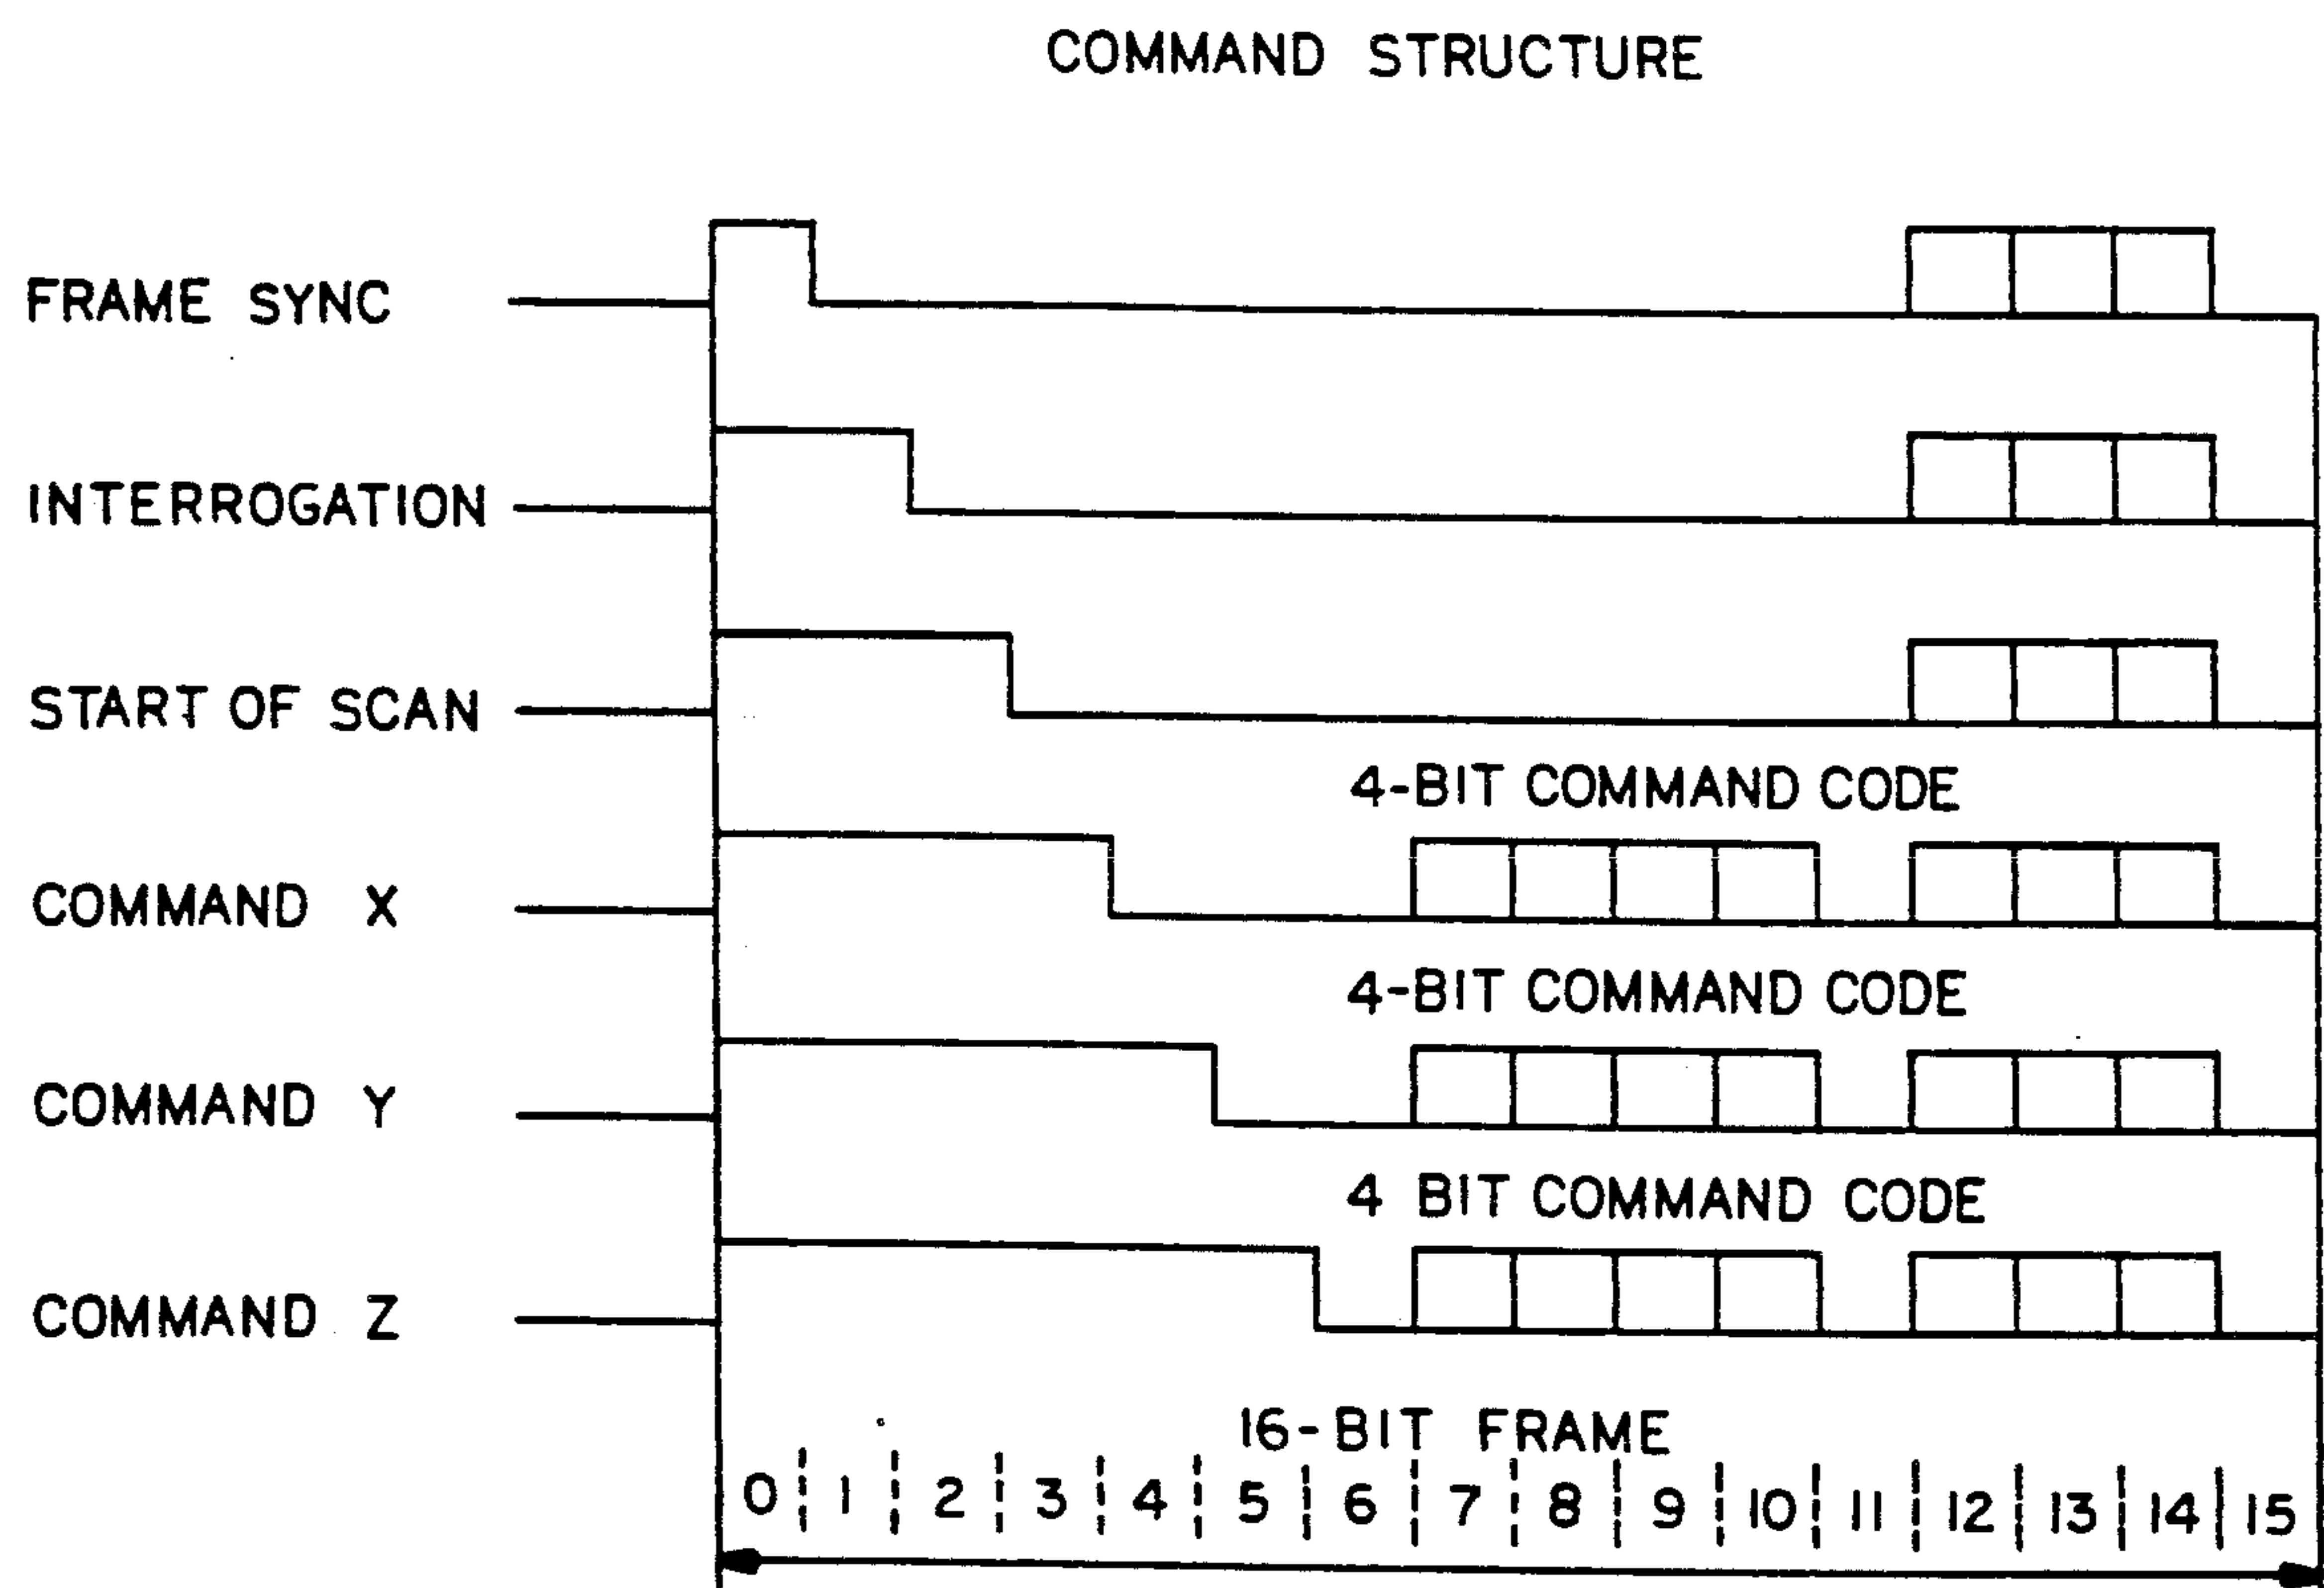 COMMAND STRUCTURE
FRAME SYNC
INTERROGATION
START OF SCAN
4-BIT COMMAND CODE
COMMAND X
4-BIT COMMAND CODE
COMMAND Y
4 BIT COMMAND CODE
COMMAND Z
16-BIT FRAME
0 1 2 3 4 5 6 7 8 9 10 11 12 13 14 15